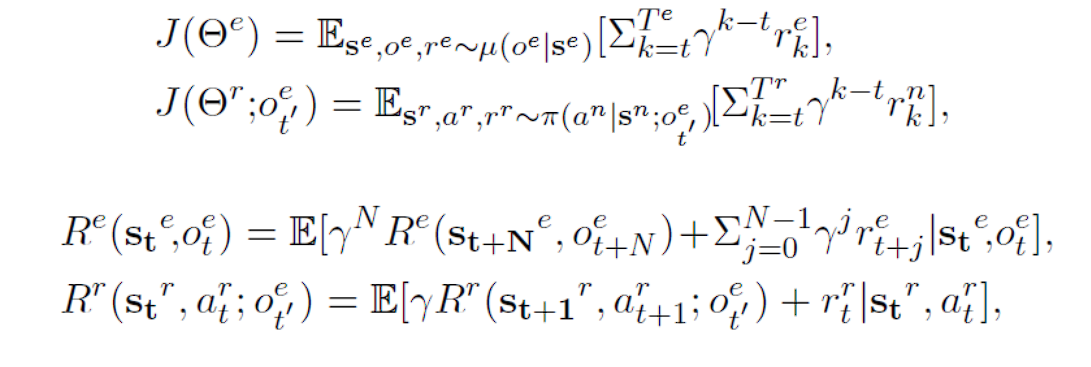 J(Θ^e) = 𝔼_{𝐬^e,o^e,r^e∼μ(o^e|𝐬^e)}[Σ_{k=t}^{T^e} γ^{k−t} r_k^e],
J(Θ^r; o_{t′}^e) = 𝔼_{𝐬^r,a^r,r^r∼π(a^n|𝐬^n;o_{t′}^e)}[Σ_{k=t}^{T^r} γ^{k−t} r_k^n],
R^e(𝐬_𝐭^e, o_t^e) = 𝔼[γ^N R^e(𝐬_{𝐭+𝐍}^e, o_{t+N}^e) + Σ_{j=0}^{N−1} γ^j r_{t+j}^e | 𝐬_𝐭^e, o_t^e],
R^r(𝐬_𝐭^r, a_t^r; o_{t′}^e) = 𝔼[γR^r(𝐬_{𝐭+𝟏}^r, a_{t+1}^r; o_{t′}^e) + r_t^r | 𝐬_𝐭^r, a_t^r],